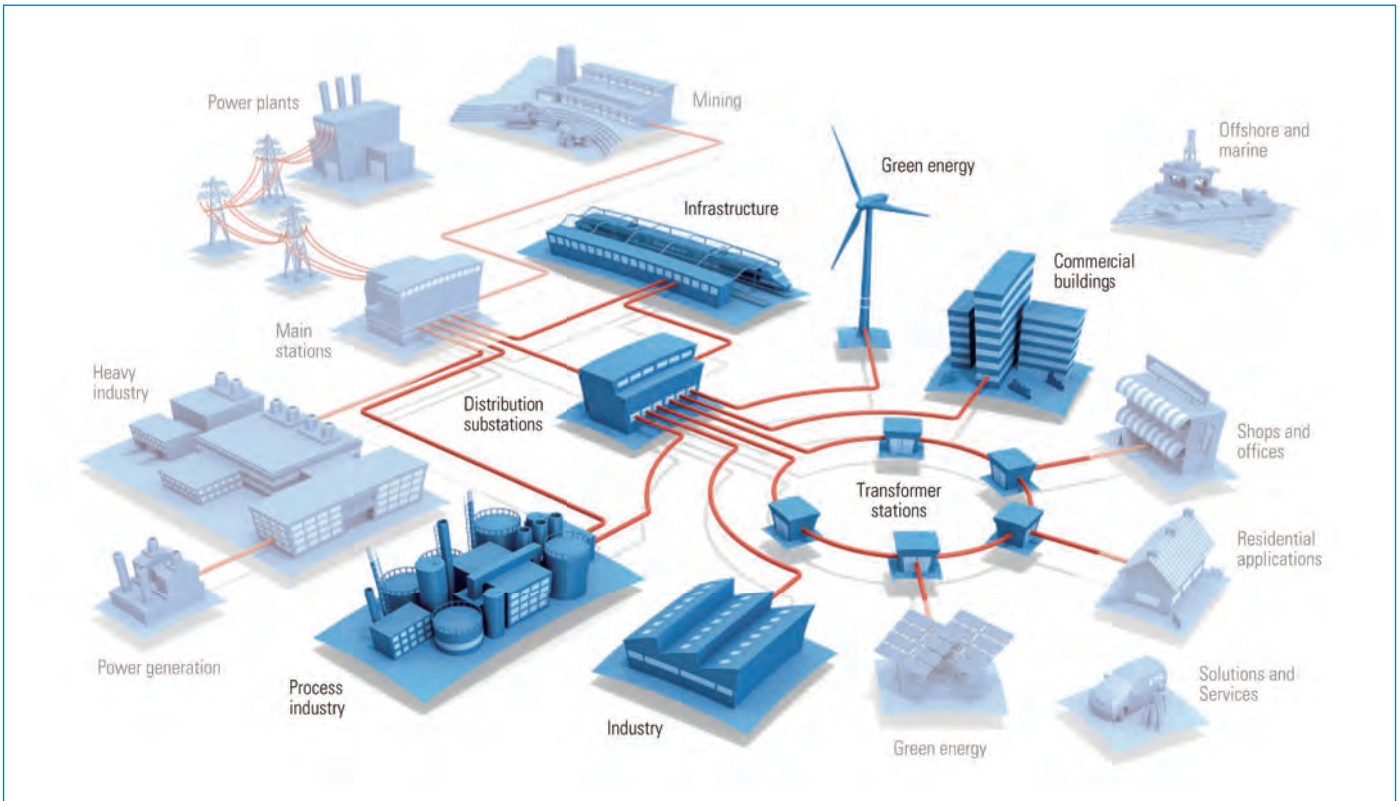 Power plants
Mining
Offshore and
marine
Green energy
Infrastructure
Commercial
buildings
Main
stations
Heavy
industry
Distribution
substations
Shops and
offices
Transformer
stations
Residential
applications
Power generation
Process
industry
Industry
Green energy
Solutions and
Services